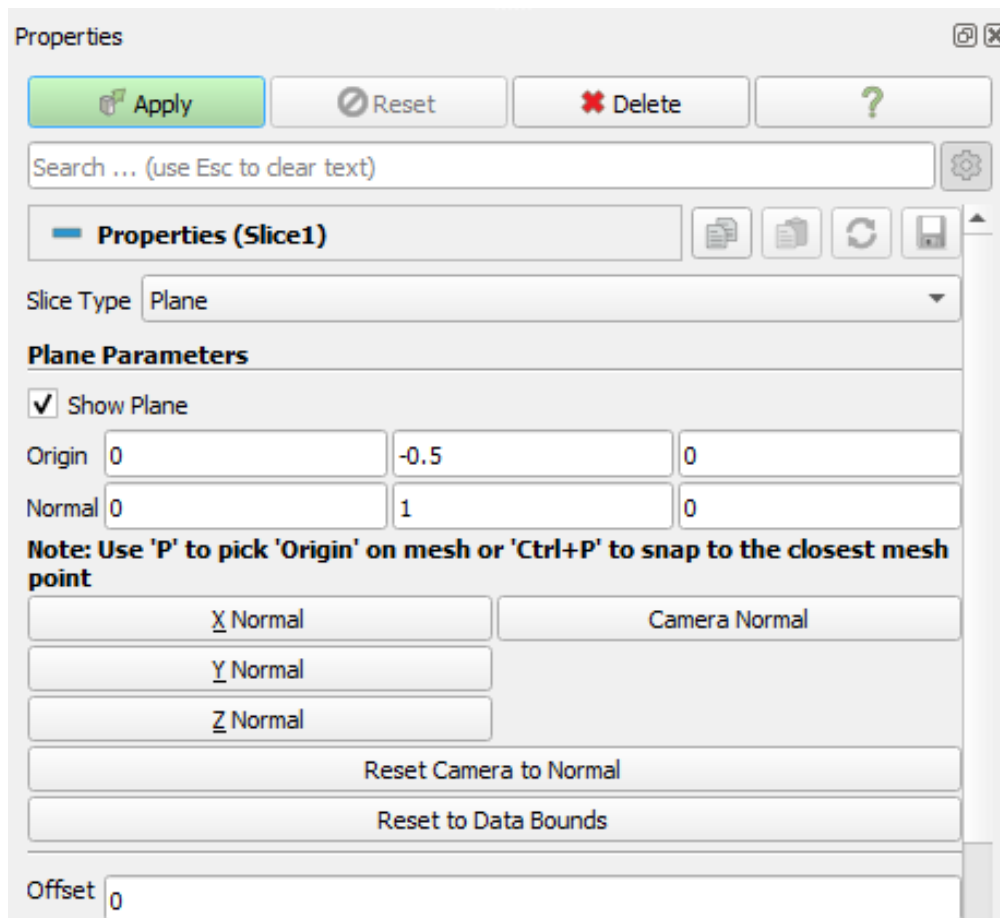 Properties
Apply Reset Delete ?
Search ... (use Esc to clear text)
Properties (Slice1)
Slice Type Plane
Plane Parameters
Show Plane
Origin 0 -0.5 0
Normal 0 1 0
Note: Use 'P' to pick 'Origin' on mesh or 'Ctrl+P' to snap to the closest mesh
point
X Normal Camera Normal
Y Normal
Z Normal
Reset Camera to Normal
Reset to Data Bounds
Offset 0